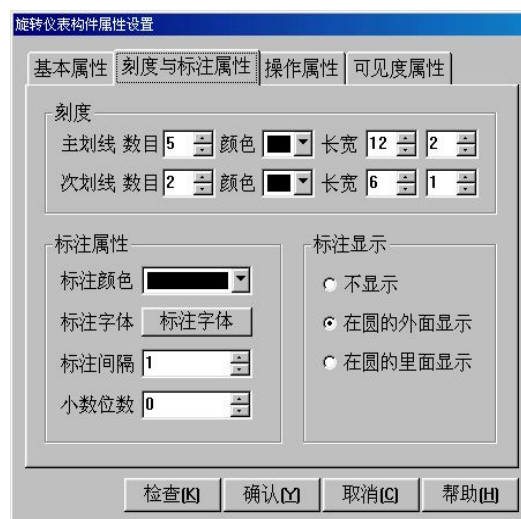 旋转仪表构件属性设置
基本属性 刻度与标注属性 操作属性 可见度属性
刻度
主划线 数目 5 颜色 长宽 12 2
次划线 数目 2 颜色 长宽 6 1
标注属性
标注颜色
标注字体 标注字体
标注间隔 1
小数位数 0
标注显示
不显示
在圆的外面显示
在圆的里面显示
检查(K) 确认(Y) 取消(C) 帮助(H)